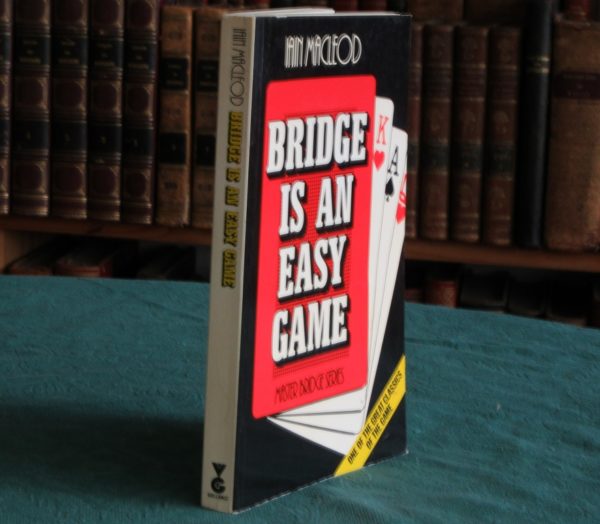 IAIN MACLEOD
BRIDGE
IS AN
EASY
GAME
MASTER BRIDGE SERIES
K
A
ONE OF THE GREAT CLASSICS
OF THE GAME
IAIN MACLEOD BRIDGE IS AN EASY GAME
G
GOLLANCZ